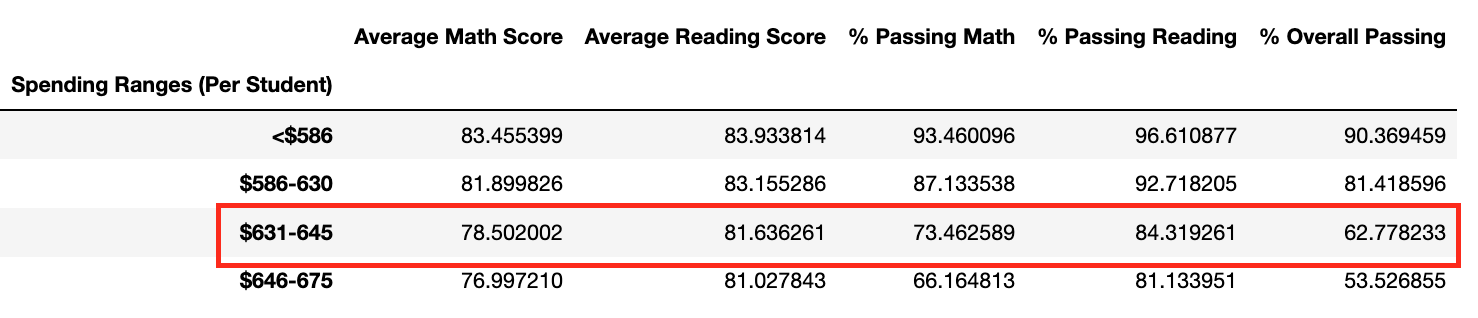 Average Math Score Average Reading Score % Passing Math % Passing Reading % Overall Passing
Spending Ranges (Per Student)
<$586 83.455399 83.933814 93.460096 96.610877 90.369459
$586-630 81.899826 83.155286 87.133538 92.718205 81.418596
$631-645 78.502002 81.636261 73.462589 84.319261 62.778233
$646-675 76.997210 81.027843 66.164813 81.133951 53.526855